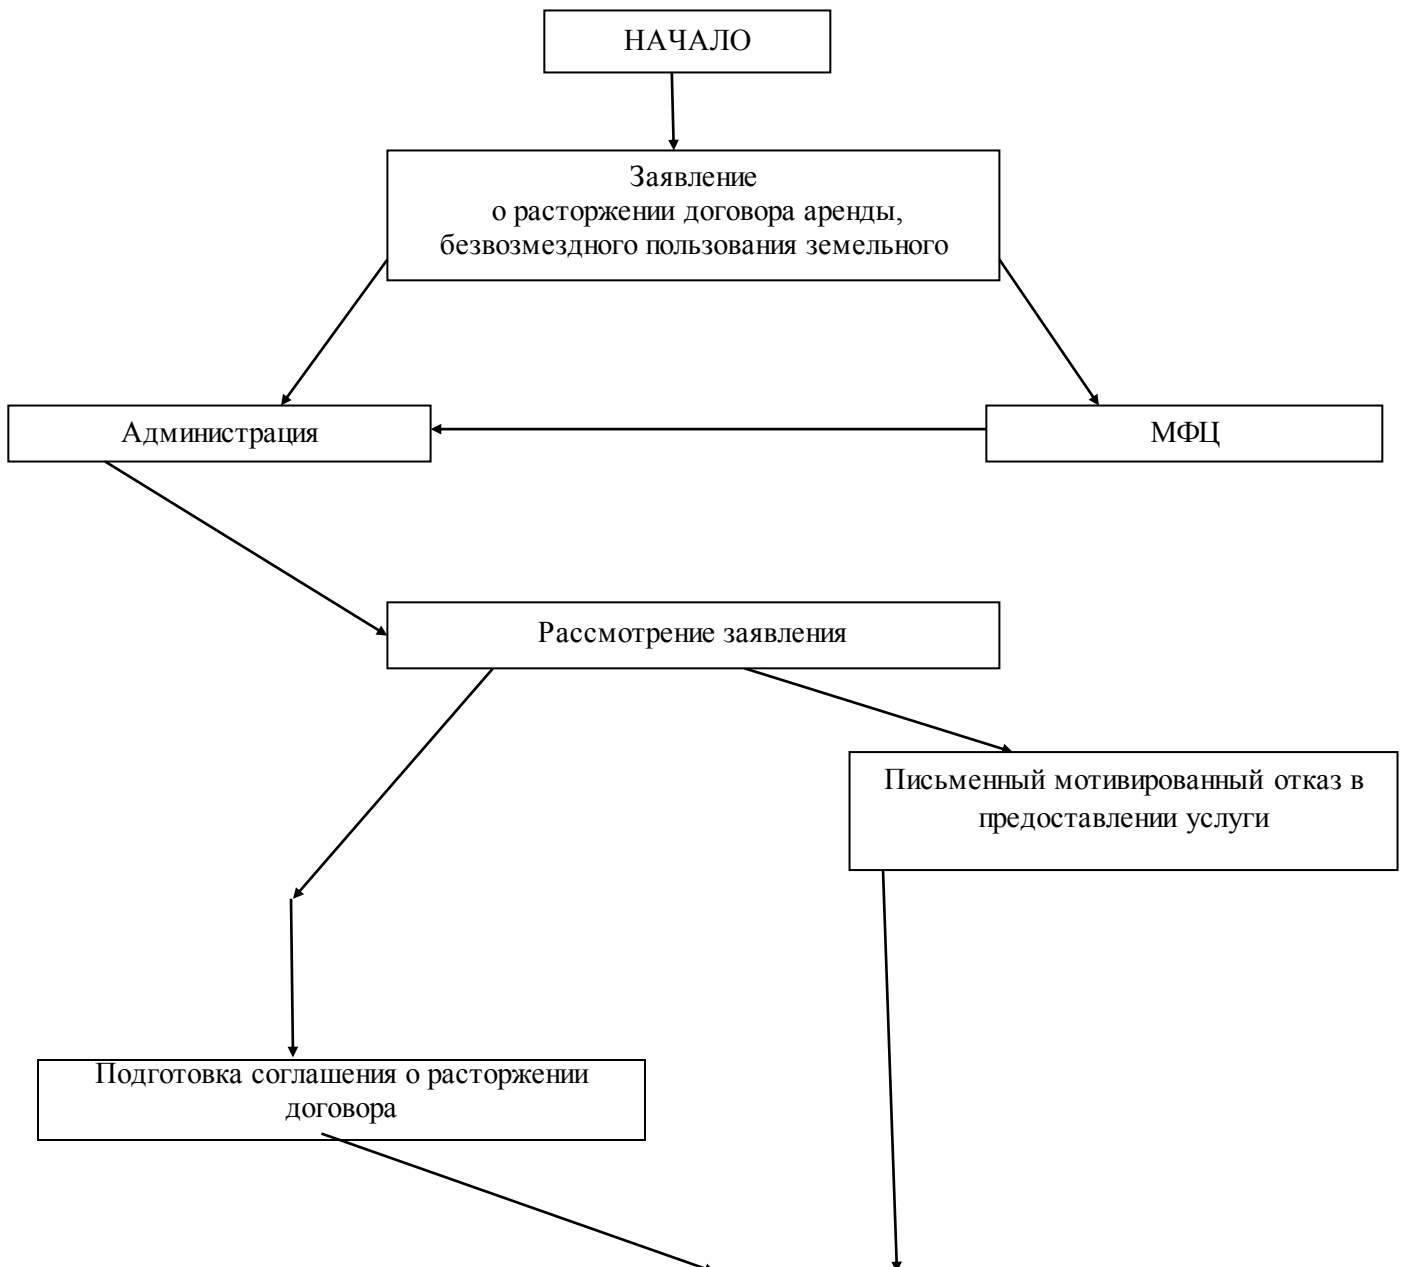 НАЧАЛО
Заявление
о расторжении договора аренды,
безвозмездного пользования земельного
Администрация
МФЦ
Рассмотрение заявления
Письменный мотивированный отказ в
предоставлении услуги
Подготовка соглашения о расторжении
договора